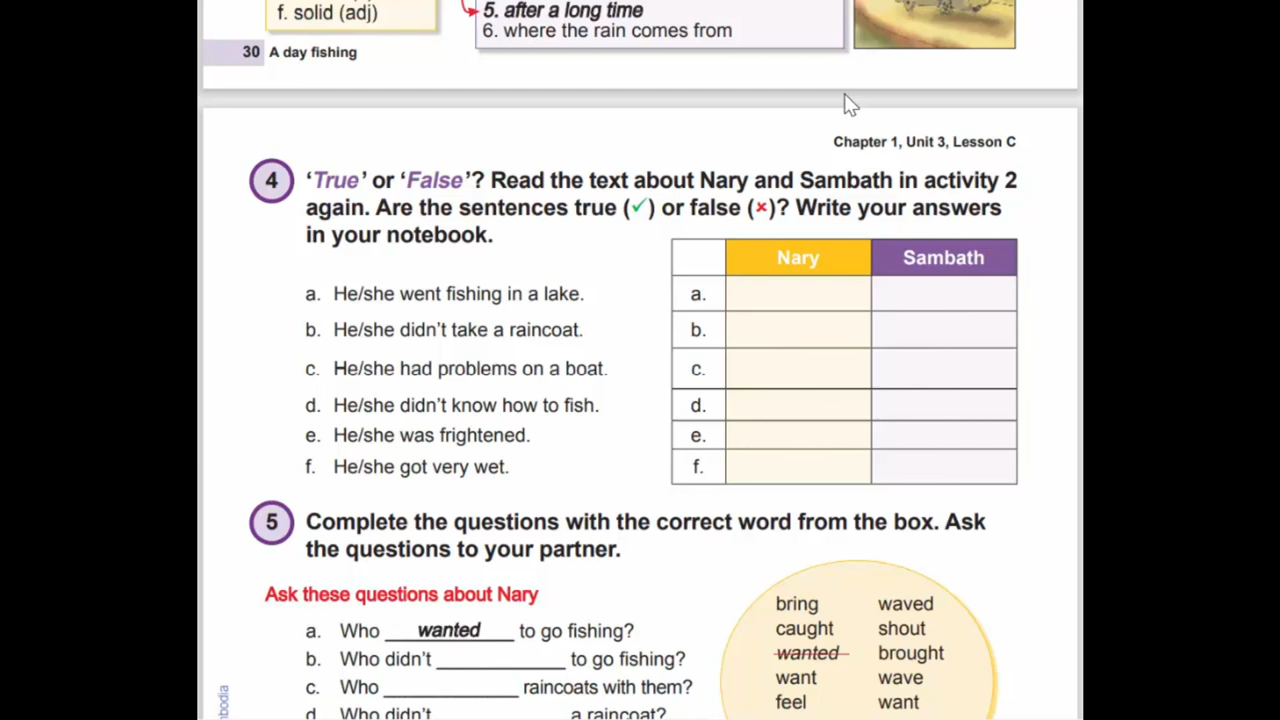 f. solid (adj)
5. after a long time
6. where the rain comes from
30 A day fishing
Chapter 1, Unit 3, Lesson C
4 'True' or 'False'? Read the text about Nary and Sambath in activity 2
again. Are the sentences true (✓) or false (×)? Write your answers
in your notebook.
Nary Sambath
a. He/she went fishing in a lake. a.
b. He/she didn't take a raincoat. b.
c. He/she had problems on a boat. c.
d. He/she didn't know how to fish. d.
e. He/she was frightened. e.
f. He/she got very wet. f.
5 Complete the questions with the correct word from the box. Ask
the questions to your partner.
Ask these questions about Nary
a. Who wanted to go fishing?
b. Who didn't ___________ to go fishing?
c. Who ___________ raincoats with them?
d. Who didn't ___________ a raincoat?
bring waved
caught shout
wanted brought
want wave
feel want